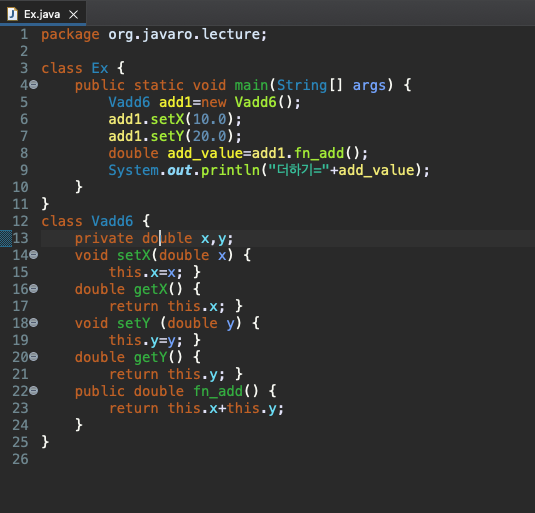 Ex.java
1 package org.javaro.lecture;
2
3 class Ex {
4     public static void main(String[] args) {
5         Vadd6 add1=new Vadd6();
6         add1.setX(10.0);
7         add1.setY(20.0);
8         double add_value=add1.fn_add();
9         System.out.println("더하기="+add_value);
10     }
11 }
12 class Vadd6 {
13     private double x,y;
14     void setX(double x) {
15         this.x=x; }
16     double getX() {
17         return this.x; }
18     void setY (double y) {
19         this.y=y; }
20     double getY() {
21         return this.y; }
22     public double fn_add() {
23         return this.x+this.y;
24     }
25 }
26